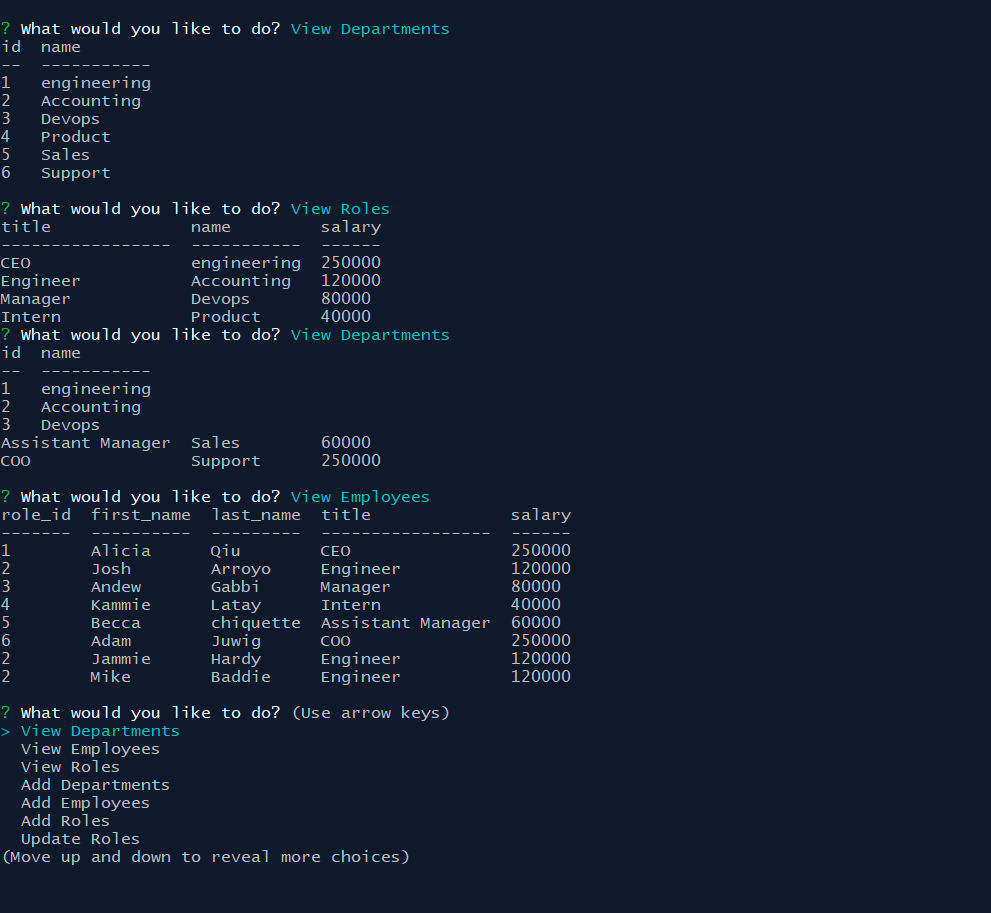 ? What would you like to do? View Departments
id  name
--  -----------
1   engineering
2   Accounting
3   Devops
4   Product
5   Sales
6   Support
? What would you like to do? View Roles
title              name         salary
-----------------  -----------  ------
CEO                engineering  250000
Engineer           Accounting   120000
Manager            Devops       80000
Intern             Product      40000
? What would you like to do? View Departments
id  name
--  -----------
1   engineering
2   Accounting
3   Devops
Assistant Manager  Sales        60000
COO                Support      250000
? What would you like to do? View Employees
role_id  first_name  last_name  title              salary
-------  ----------  ---------  -----------------  ------
1        Alicia      Qiu        CEO                250000
2        Josh        Arroyo     Engineer           120000
3        Andew       Gabbi      Manager            80000
4        Kammie      Latay      Intern             40000
5        Becca       chiquette  Assistant Manager  60000
6        Adam        Juwig      COO                250000
2        Jammie      Hardy      Engineer           120000
2        Mike        Baddie     Engineer           120000
? What would you like to do? (Use arrow keys)
> View Departments
  View Employees
  View Roles
  Add Departments
  Add Employees
  Add Roles
  Update Roles
(Move up and down to reveal more choices)